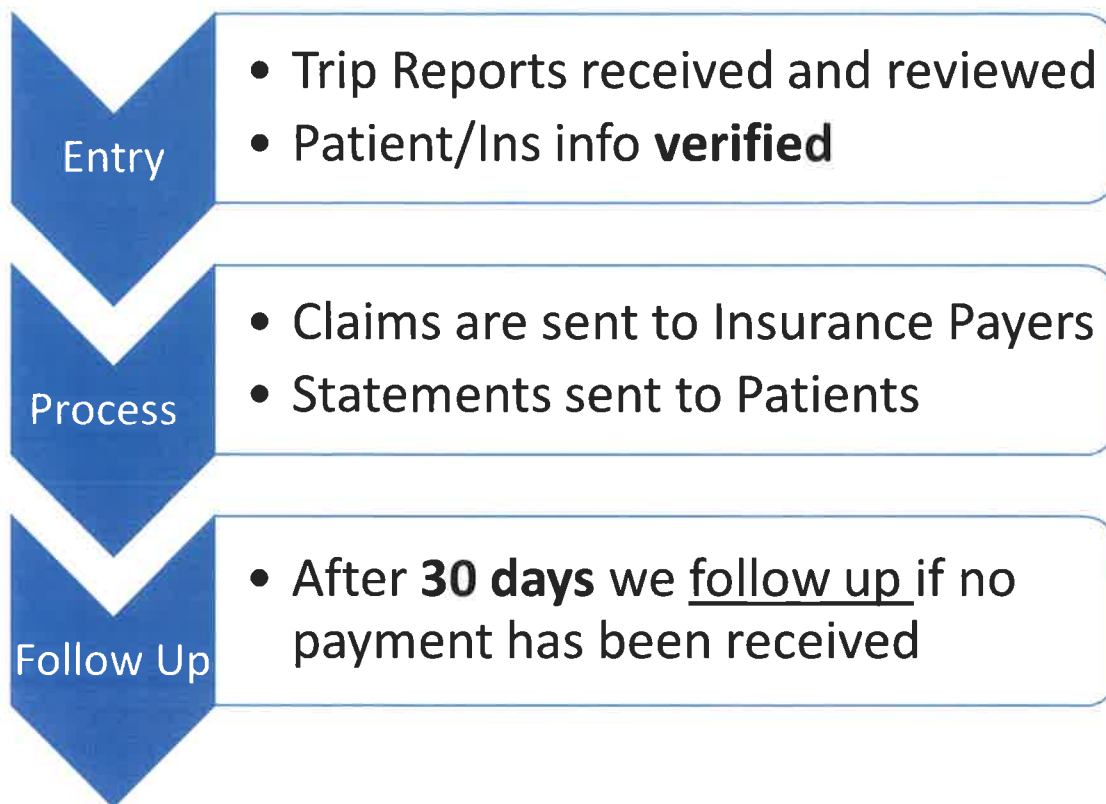 Entry
• Trip Reports received and reviewed
• Patient/Ins info verified
Process
• Claims are sent to Insurance Payers
• Statements sent to Patients
Follow Up
• After 30 days we follow up if no
payment has been received